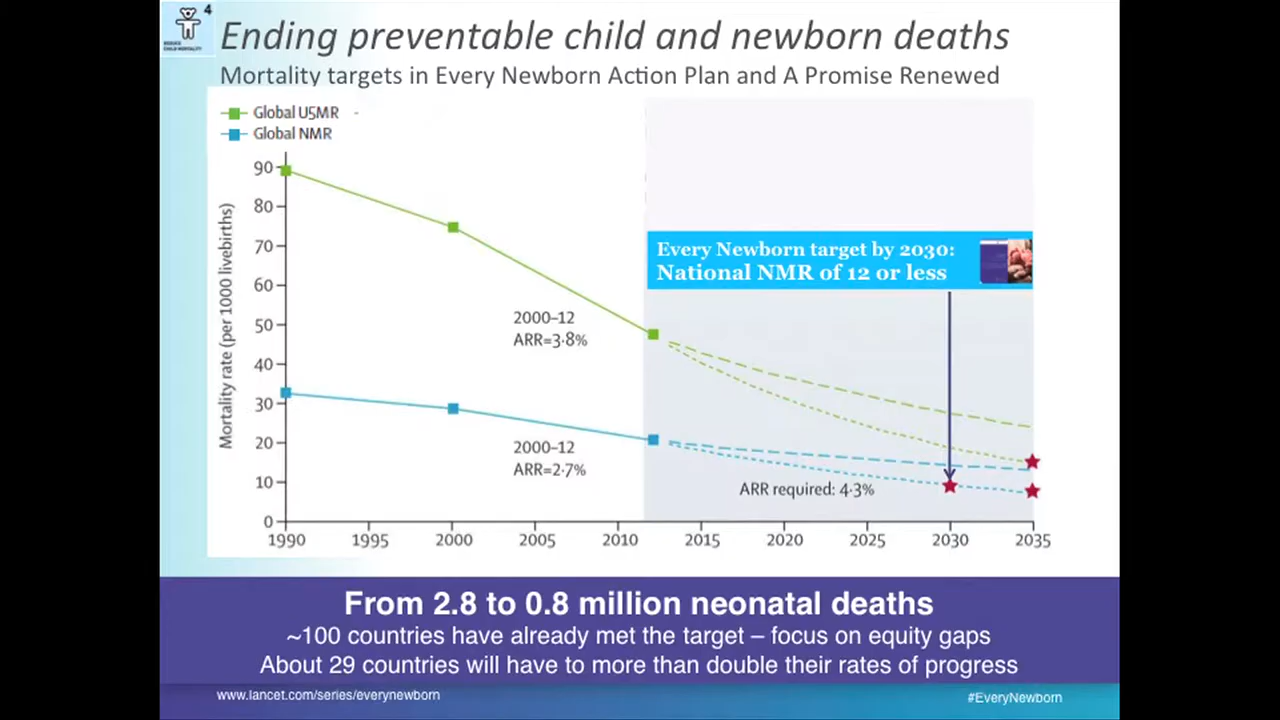 4
REDUCE
CHILD MORTALITY
Ending preventable child and newborn deaths
Mortality targets in Every Newborn Action Plan and A Promise Renewed
Global U5MR
Global NMR
Mortality rate (per 1000 livebirths)
90
80
70
60
50
40
30
20
10
0
Every Newborn target by 2030:
National NMR of 12 or less
2000–12
ARR=3·8%
2000–12
ARR=2·7%
ARR required: 4·3%
1990 1995 2000 2005 2010 2015 2020 2025 2030 2035
From 2.8 to 0.8 million neonatal deaths
~100 countries have already met the target – focus on equity gaps
About 29 countries will have to more than double their rates of progress
www.lancet.com/series/everynewborn
#EveryNewborn